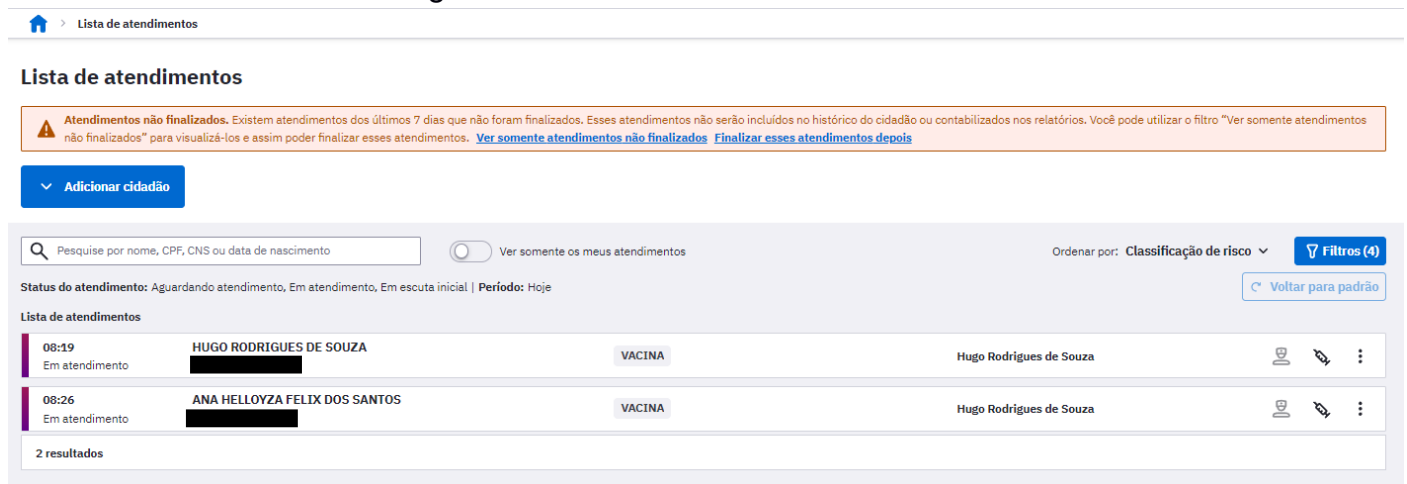 Lista de atendimentos
Lista de atendimentos
Atendimentos não finalizados. Existem atendimentos dos últimos 7 dias que não foram finalizados. Esses atendimentos não serão incluídos no histórico do cidadão ou contabilizados nos relatórios. Você pode utilizar o filtro "Ver somente atendimentos
não finalizados" para visualizá-los e assim poder finalizar esses atendimentos. Ver somente atendimentos não finalizados Finalizar esses atendimentos depois
Adicionar cidadão
Pesquise por nome, CPF, CNS ou data de nascimento Ver somente os meus atendimentos Ordenar por: Classificação de risco Filtros (4)
Status do atendimento: Aguardando atendimento, Em atendimento, Em escuta inicial | Período: Hoje Voltar para padrão
Lista de atendimentos
08:19 HUGO RODRIGUES DE SOUZA VACINA Hugo Rodrigues de Souza
Em atendimento
08:26 ANA HELLOYZA FELIX DOS SANTOS VACINA Hugo Rodrigues de Souza
Em atendimento
2 resultados